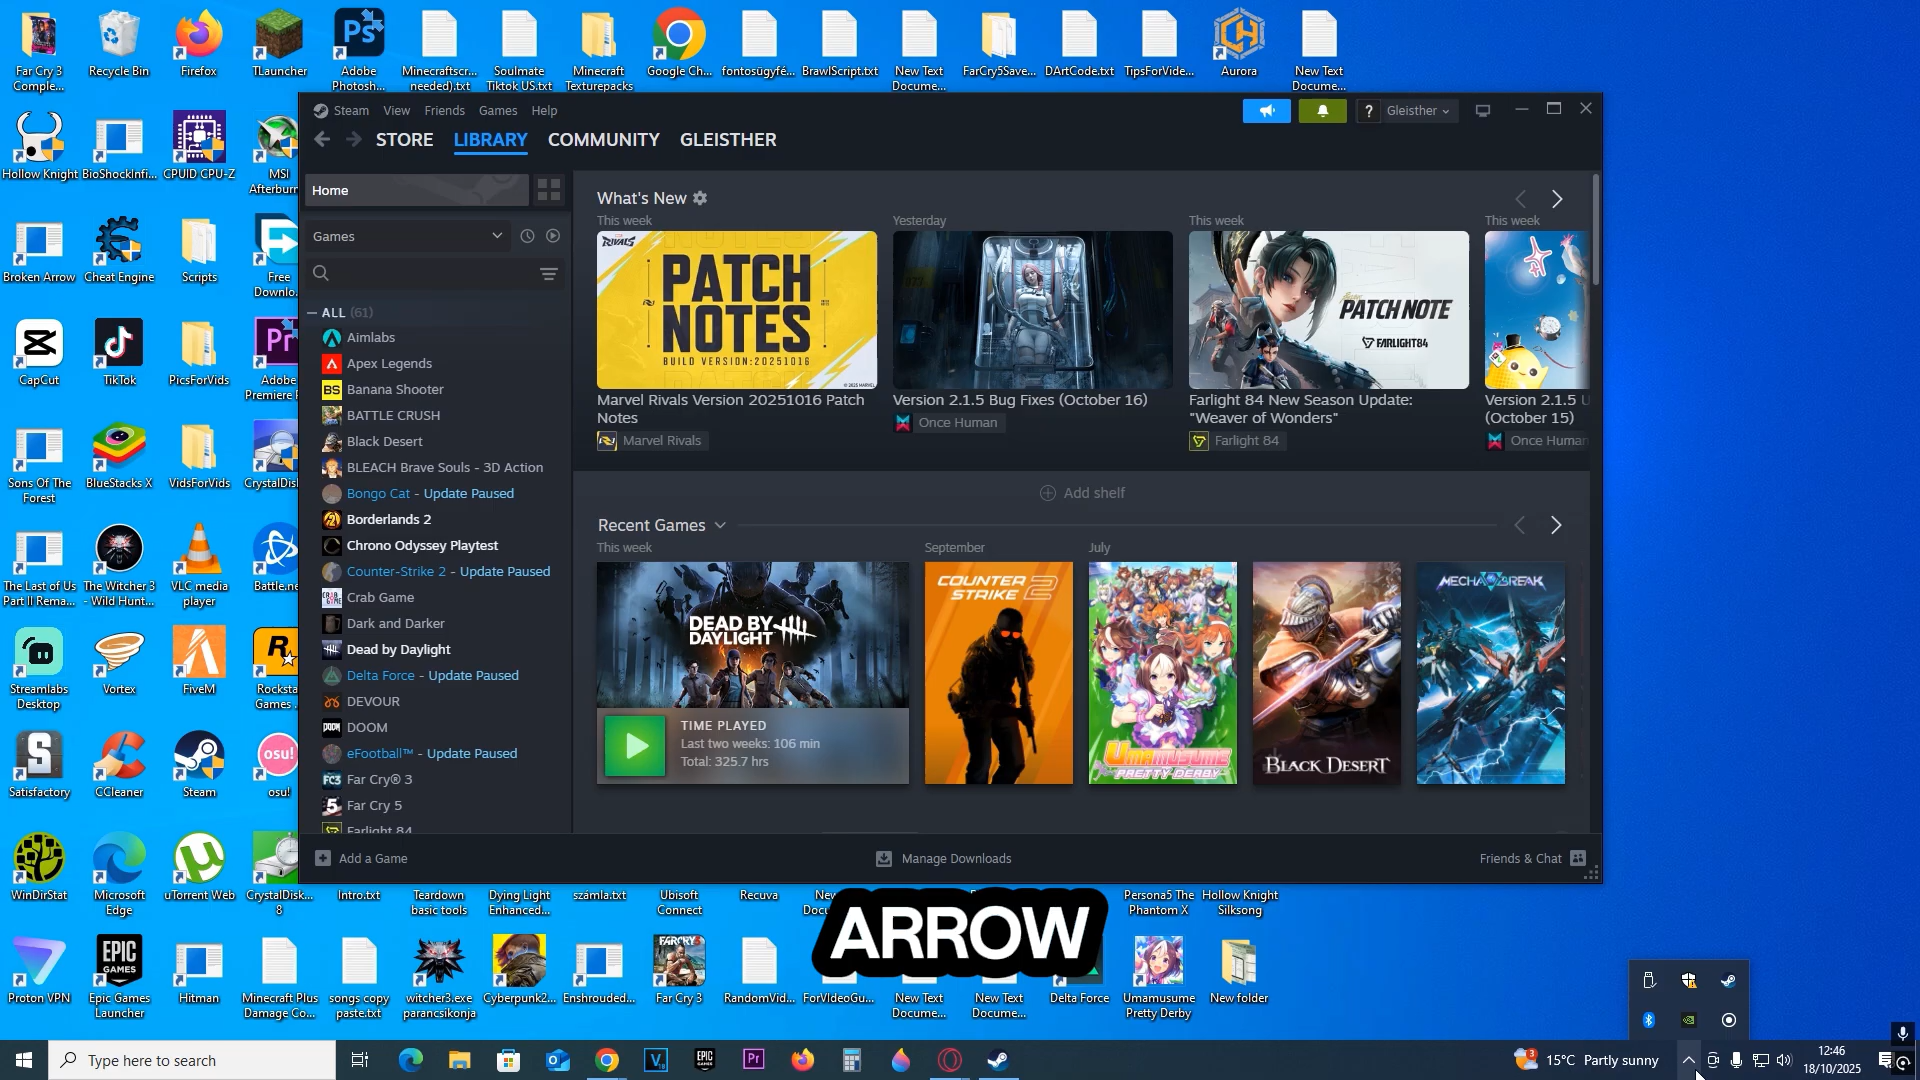 Far Cry 3
Comple...
Recycle Bin
Firefox
TLauncher
Adobe
Photosh...
Minecraftscr...
needed).txt
Soulmate
Tiktok US.txt
Minecraft
Texturepacks
Google Ch...
fontosügyfé...
BrawlScript.txt
New Text
Docume...
FarCry5Save...
DArtCode.txt
TipsForVide...
Aurora
New Text
Docume...
Hollow Knight
BioShockInfi...
CPUID CPU-Z
MSI
Afterburn
Broken Arrow
Cheat Engine
Scripts
Free
Downlo...
CapCut
TikTok
PicsForVids
Adobe
Premiere P
Sons Of The
Forest
BlueStacks X
VidsForVids
CrystalDis
The Last of Us
Part II Rema...
The Witcher 3
- Wild Hunt...
VLC media
player
Battle.ne
Streamlabs
Desktop
Vortex
FiveM
Rocksta
Games .
Satisfactory
CCleaner
Steam
osu!
osu!
WinDirStat
Microsoft
Edge
uTorrent Web
CrystalDisk...
8
Intro.txt
Teardown
basic tools
Dying Light
Enhanced...
számla.txt
Ubisoft
Connect
Recuva
Persona5 The
Phantom X
Hollow Knight
Silksong
Proton VPN
Epic Games
Launcher
Hitman
Minecraft Plus
Damage Co...
songs copy
paste.txt
witcher3.exe
parancsikonja
Cyberpunk2...
Enshrouded...
Far Cry 3
RandomVid...
ForVideoGu...
New Text
Docume...
New Text
Docume...
Delta Force
Umamusume
Pretty Derby
New folder
Steam View Friends Games Help
Gleisther
STORE LIBRARY COMMUNITY GLEISTHER
Home
Games
ALL (61)
Aimlabs
Apex Legends
Banana Shooter
BATTLE CRUSH
Black Desert
BLEACH Brave Souls - 3D Action
Bongo Cat - Update Paused
Borderlands 2
Chrono Odyssey Playtest
Counter-Strike 2 - Update Paused
Crab Game
Dark and Darker
Dead by Daylight
Delta Force - Update Paused
DEVOUR
DOOM
eFootball™ - Update Paused
Far Cry® 3
Far Cry 5
Farlight 84
What's New
This week
RIVALS
PATCH
NOTES
BUILD VERSION:20251016
Marvel Rivals Version 20251016 Patch
Notes
Marvel Rivals
Yesterday
Version 2.1.5 Bug Fixes (October 16)
Once Human
This week
PATCH NOTE
FARLIGHT84
Farlight 84 New Season Update:
"Weaver of Wonders"
Farlight 84
This week
Version 2.1.5 U
(October 15)
Once Human
Add shelf
Recent Games
This week
DEAD BY
DAYLIGHT
TIME PLAYED
Last two weeks: 106 min
Total: 325.7 hrs
September
COUNTER
STRIKE 2
July
UMAMUSUME
PRETTY DERBY
BLACK DESERT
MECHA BREAK
Add a Game
Manage Downloads
Friends & Chat
ARROW
Type here to search
15°C Partly sunny
12:46
18/10/2025